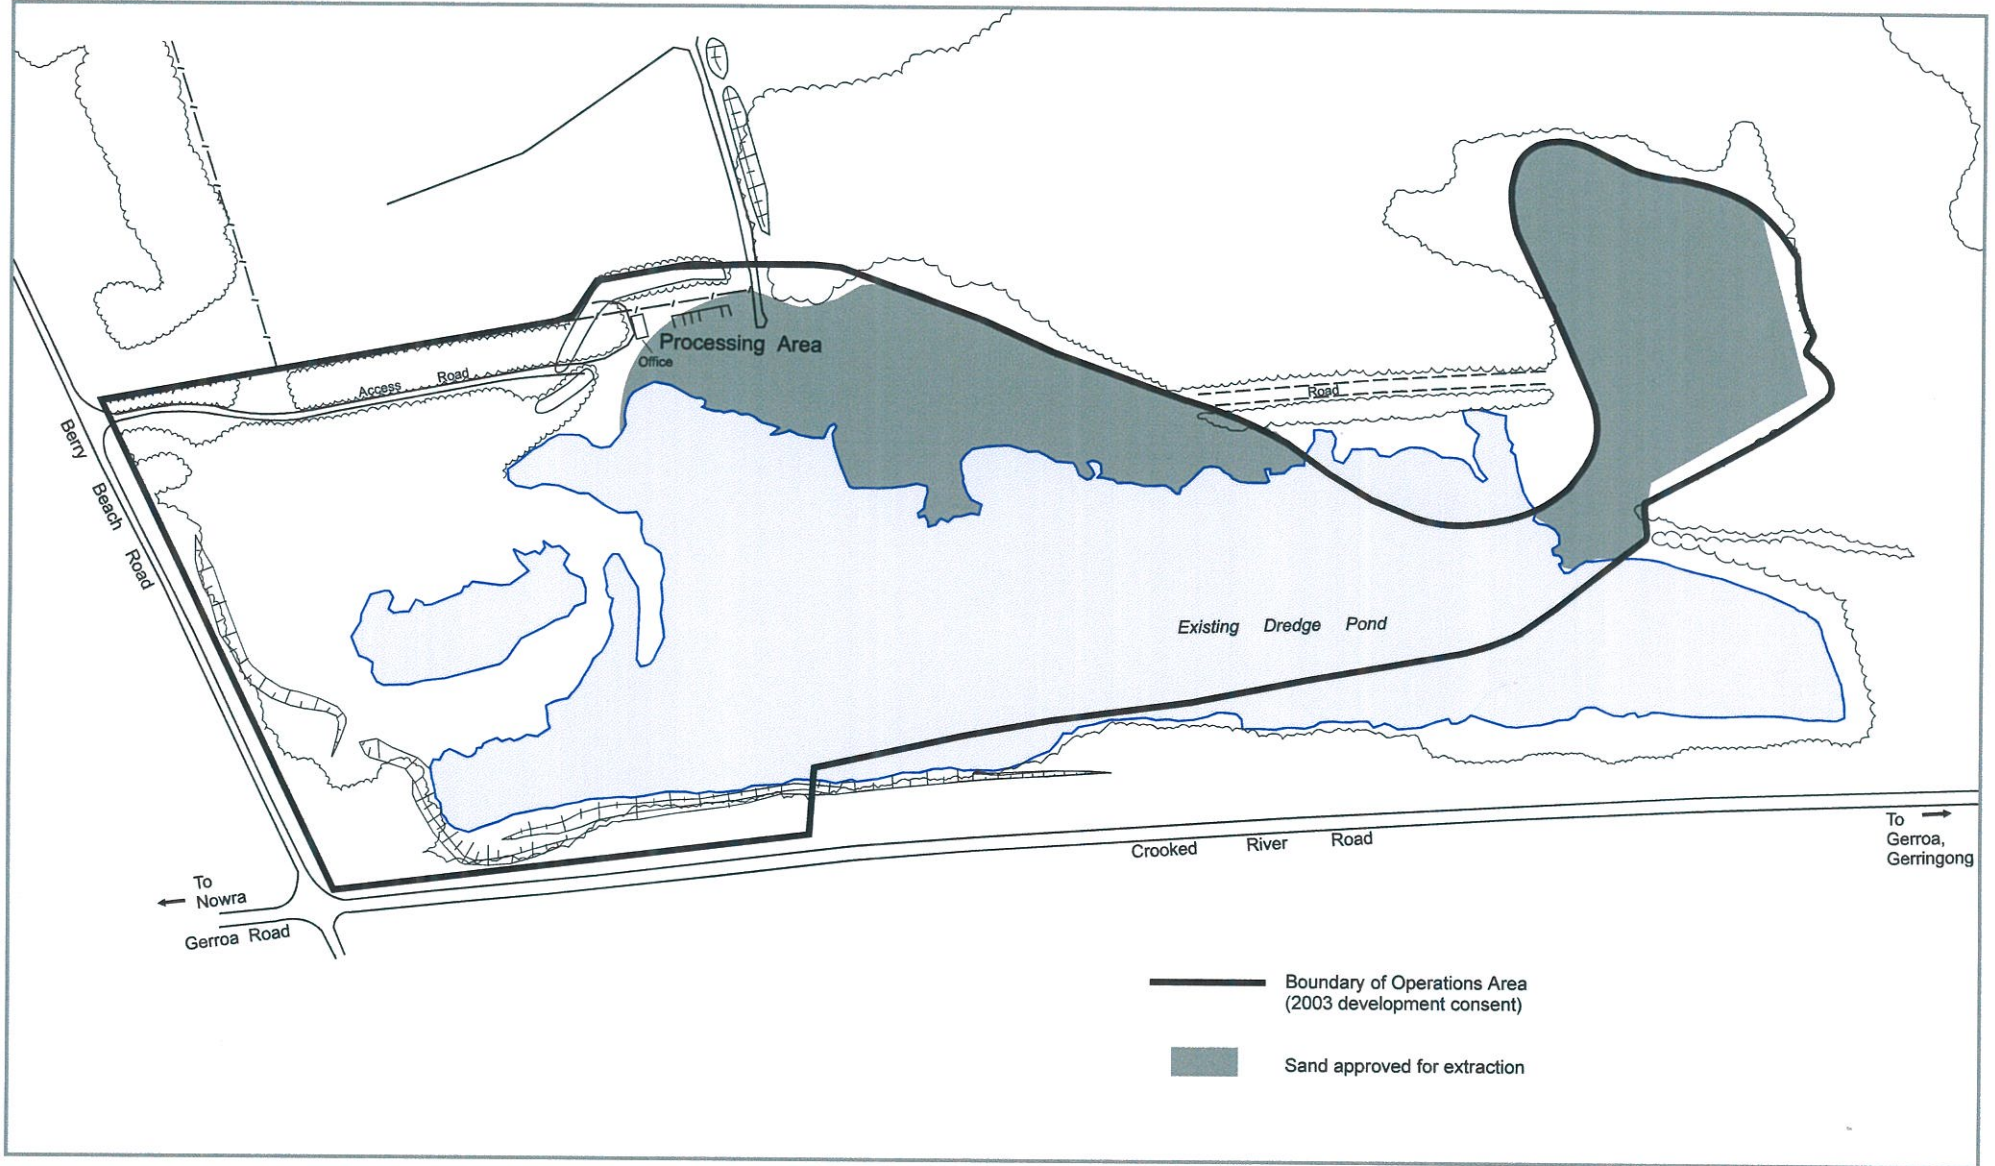 Processing Area
Office
Access Road
Road
Berry Beach Road
Existing Dredge Pond
To
Gerroa,
Gerringong
Crooked River Road
To
Nowra
Gerroa Road
Boundary of Operations Area
(2003 development consent)
Sand approved for extraction